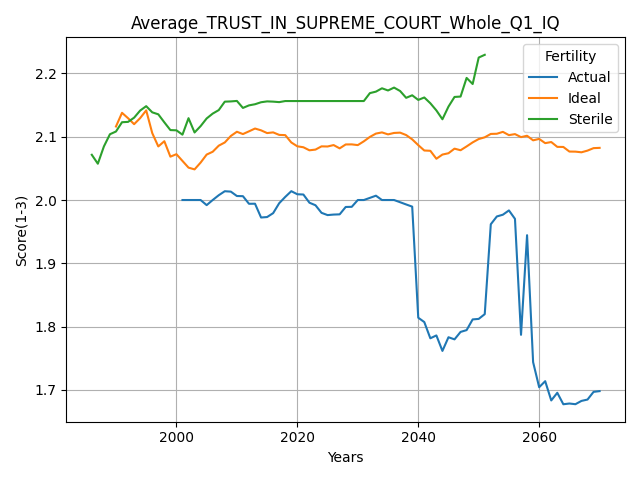 Average_TRUST_IN_SUPREME_COURT_Whole_Q1_IQ
Fertility
Actual
Ideal
Sterile
Score(1-3)
2.2
2.1
2.0
1.9
1.8
1.7
2000 2020 2040 2060
Years